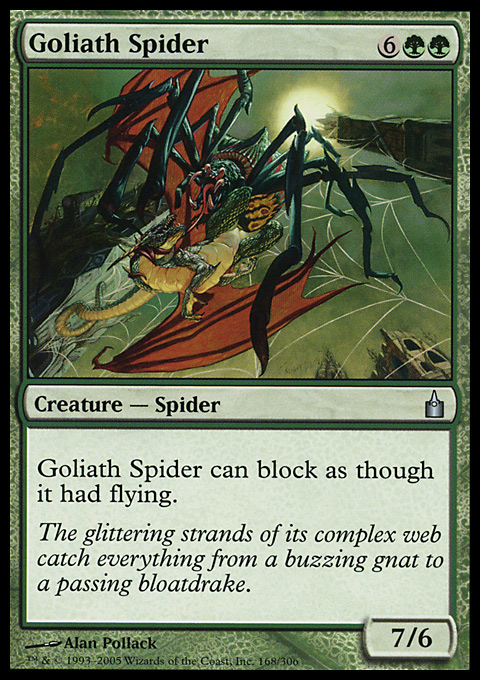 Goliath Spider 6
Creature — Spider
Goliath Spider can block as though
it had flying.
The glittering strands of its complex web
catch everything from a buzzing gnat to
a passing bloatdrake.
Alan Pollack
7/6
™ & © 1993–2005 Wizards of the Coast, Inc. 168/306